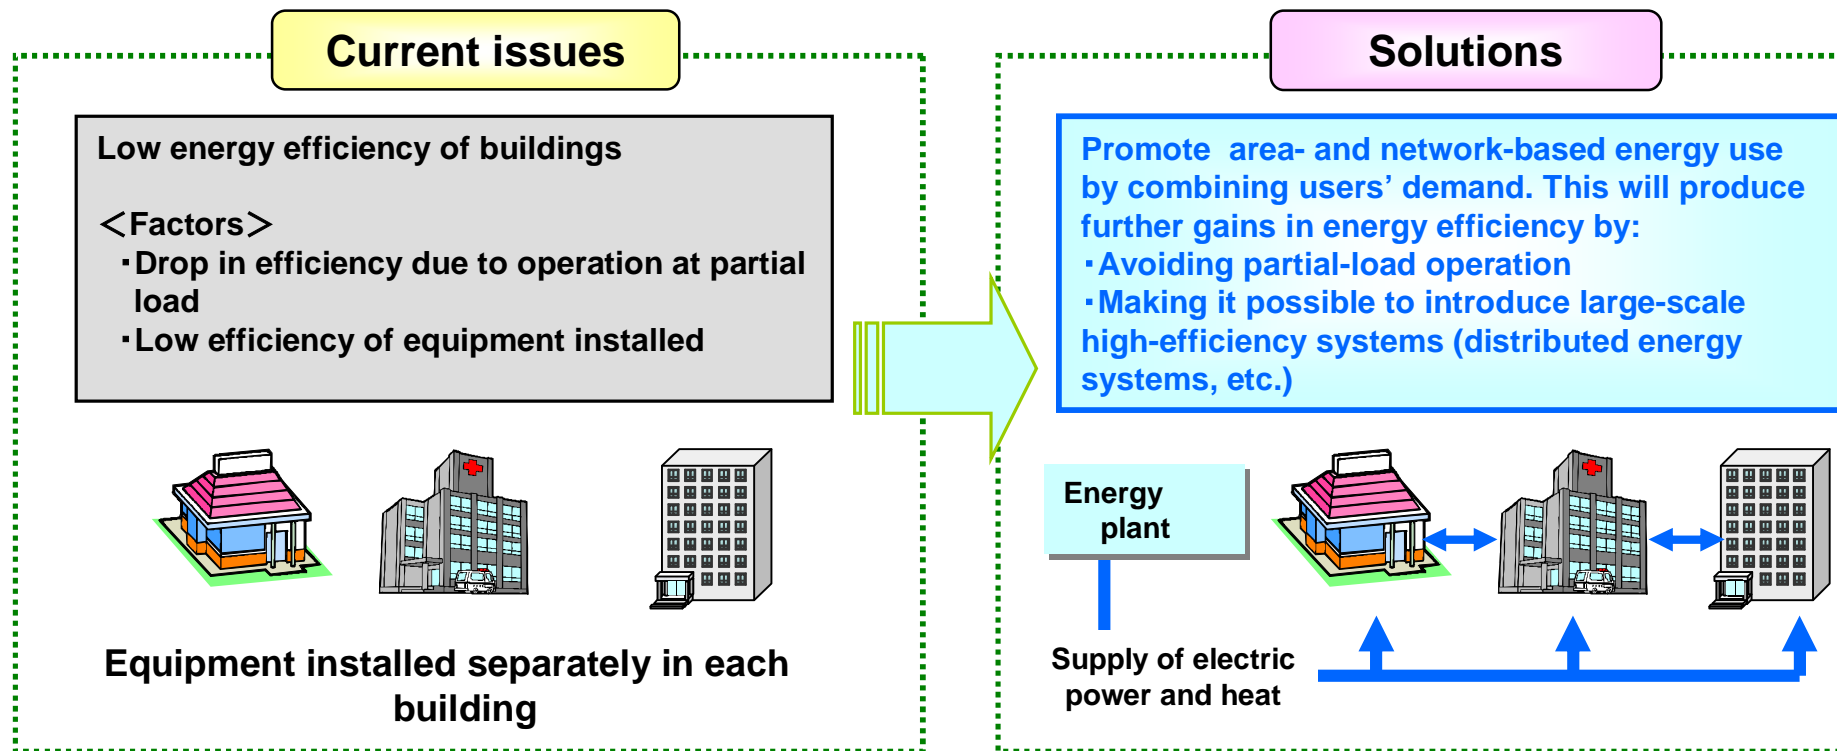 Current issues
Low energy efficiency of buildings
＜Factors＞
・Drop in efficiency due to operation at partial
load
・Low efficiency of equipment installed
Equipment installed separately in each
building
Solutions
Promote  area- and network-based energy use
by combining users’ demand. This will produce
further gains in energy efficiency by:
・Avoiding partial-load operation
・Making it possible to introduce large-scale
high-efficiency systems (distributed energy
systems, etc.)
Energy
plant
Supply of electric
power and heat